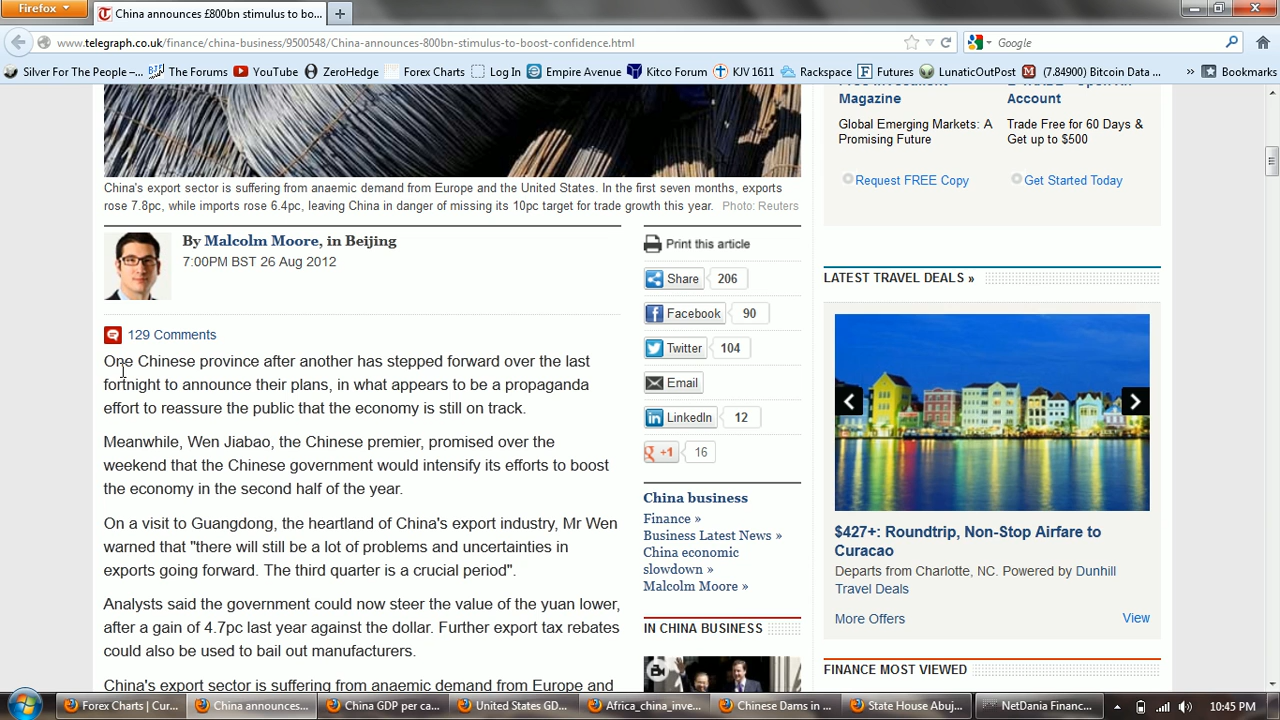 Firefox
China announces £800bn stimulus to bo...
www.telegraph.co.uk/finance/china-business/9500548/China-announces-800bn-stimulus-to-boost-confidence.html
Google
Silver For The People –...
The Forums
YouTube
ZeroHedge
Forex Charts
Log In
Empire Avenue
Kitco Forum
KJV 1611
Rackspace
Futures
LunaticOutPost
(7.84900) Bitcoin Data ...
»
Bookmarks
Magazine
Global Emerging Markets: A
Promising Future
Request FREE Copy
Account
Trade Free for 60 Days &
Get up to $500
Get Started Today
China's export sector is suffering from anaemic demand from Europe and the United States. In the first seven months, exports
rose 7.8pc, while imports rose 6.4pc, leaving China in danger of missing its 10pc target for trade growth this year. Photo: Reuters
By Malcolm Moore, in Beijing
7:00PM BST 26 Aug 2012
129 Comments
One Chinese province after another has stepped forward over the last
fortnight to announce their plans, in what appears to be a propaganda
effort to reassure the public that the economy is still on track.
Meanwhile, Wen Jiabao, the Chinese premier, promised over the
weekend that the Chinese government would intensify its efforts to boost
the economy in the second half of the year.
On a visit to Guangdong, the heartland of China's export industry, Mr Wen
warned that "there will still be a lot of problems and uncertainties in
exports going forward. The third quarter is a crucial period".
Analysts said the government could now steer the value of the yuan lower,
after a gain of 4.7pc last year against the dollar. Further export tax rebates
could also be used to bail out manufacturers.
China's export sector is suffering from anaemic demand from Europe and
Print this article
Share 206
Facebook 90
Twitter 104
Email
LinkedIn 12
+1 16
China business
Finance »
Business Latest News »
China economic
slowdown »
Malcolm Moore »
IN CHINA BUSINESS
LATEST TRAVEL DEALS »
$427+: Roundtrip, Non-Stop Airfare to
Curacao
Departs from Charlotte, NC. Powered by Dunhill
Travel Deals
More Offers
View
FINANCE MOST VIEWED
Forex Charts | Cur...
China announces...
China GDP per ca...
United States GD...
Africa_china_inve...
Chinese Dams in ...
State House Abuj...
NetDania Financ...
10:45 PM